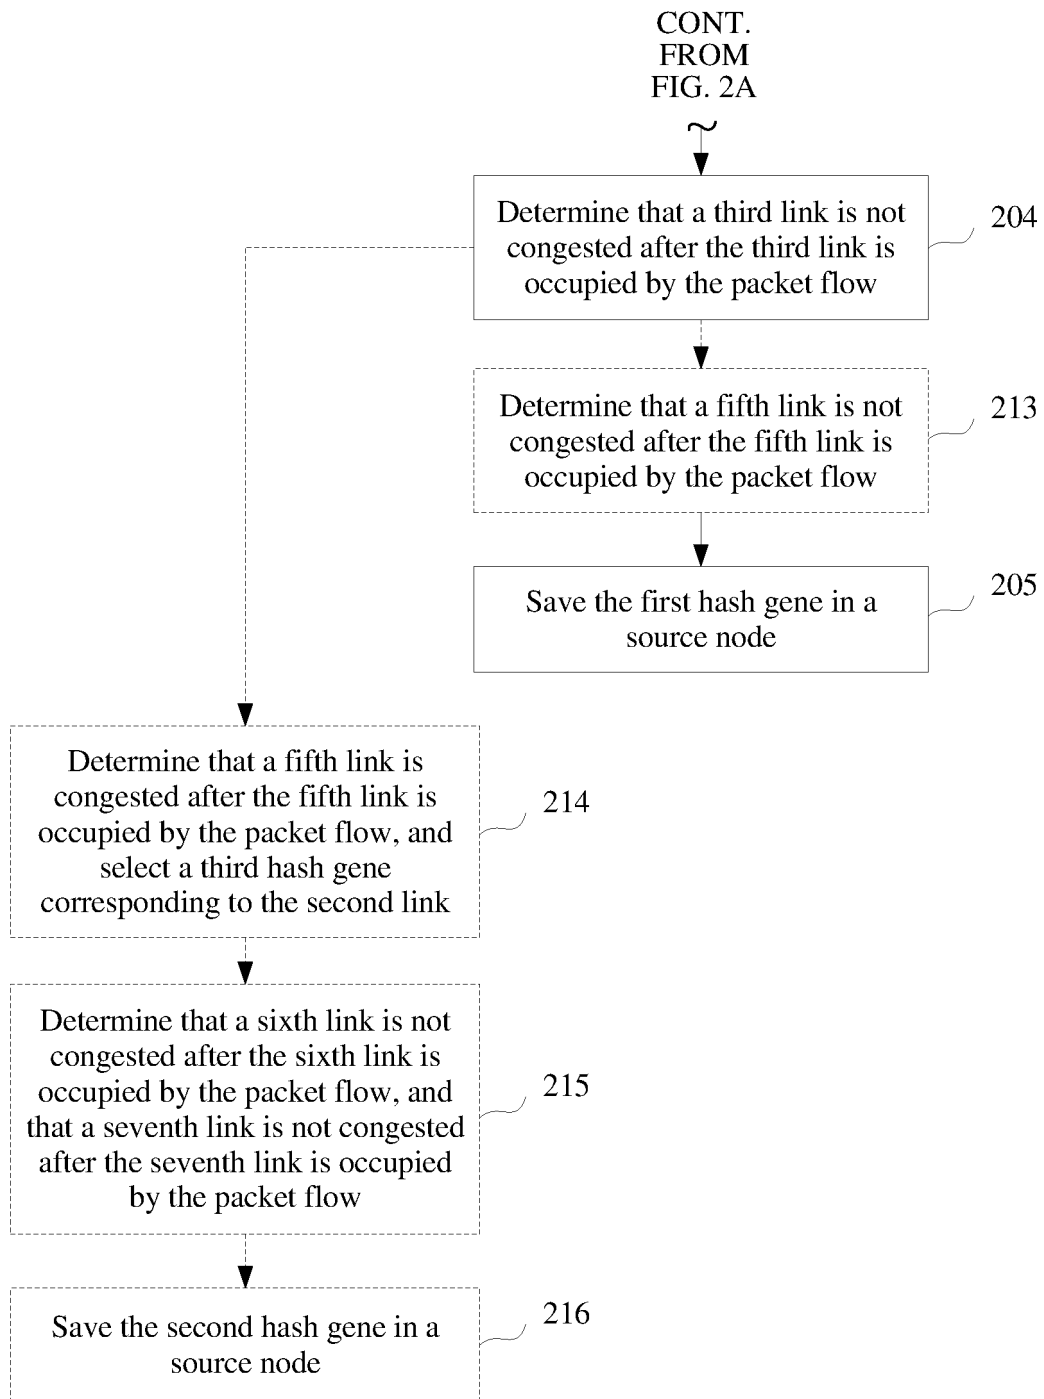 CONT.
FROM
FIG. 2A
Determine that a third link is not
congested after the third link is
occupied by the packet flow
204
Determine that a fifth link is not
congested after the fifth link is
occupied by the packet flow
213
Save the first hash gene in a
source node
205
Determine that a fifth link is
congested after the fifth link is
occupied by the packet flow, and
select a third hash gene
corresponding to the second link
214
Determine that a sixth link is not
congested after the sixth link is
occupied by the packet flow, and
that a seventh link is not congested
after the seventh link is occupied
by the packet flow
215
Save the second hash gene in a
source node
216